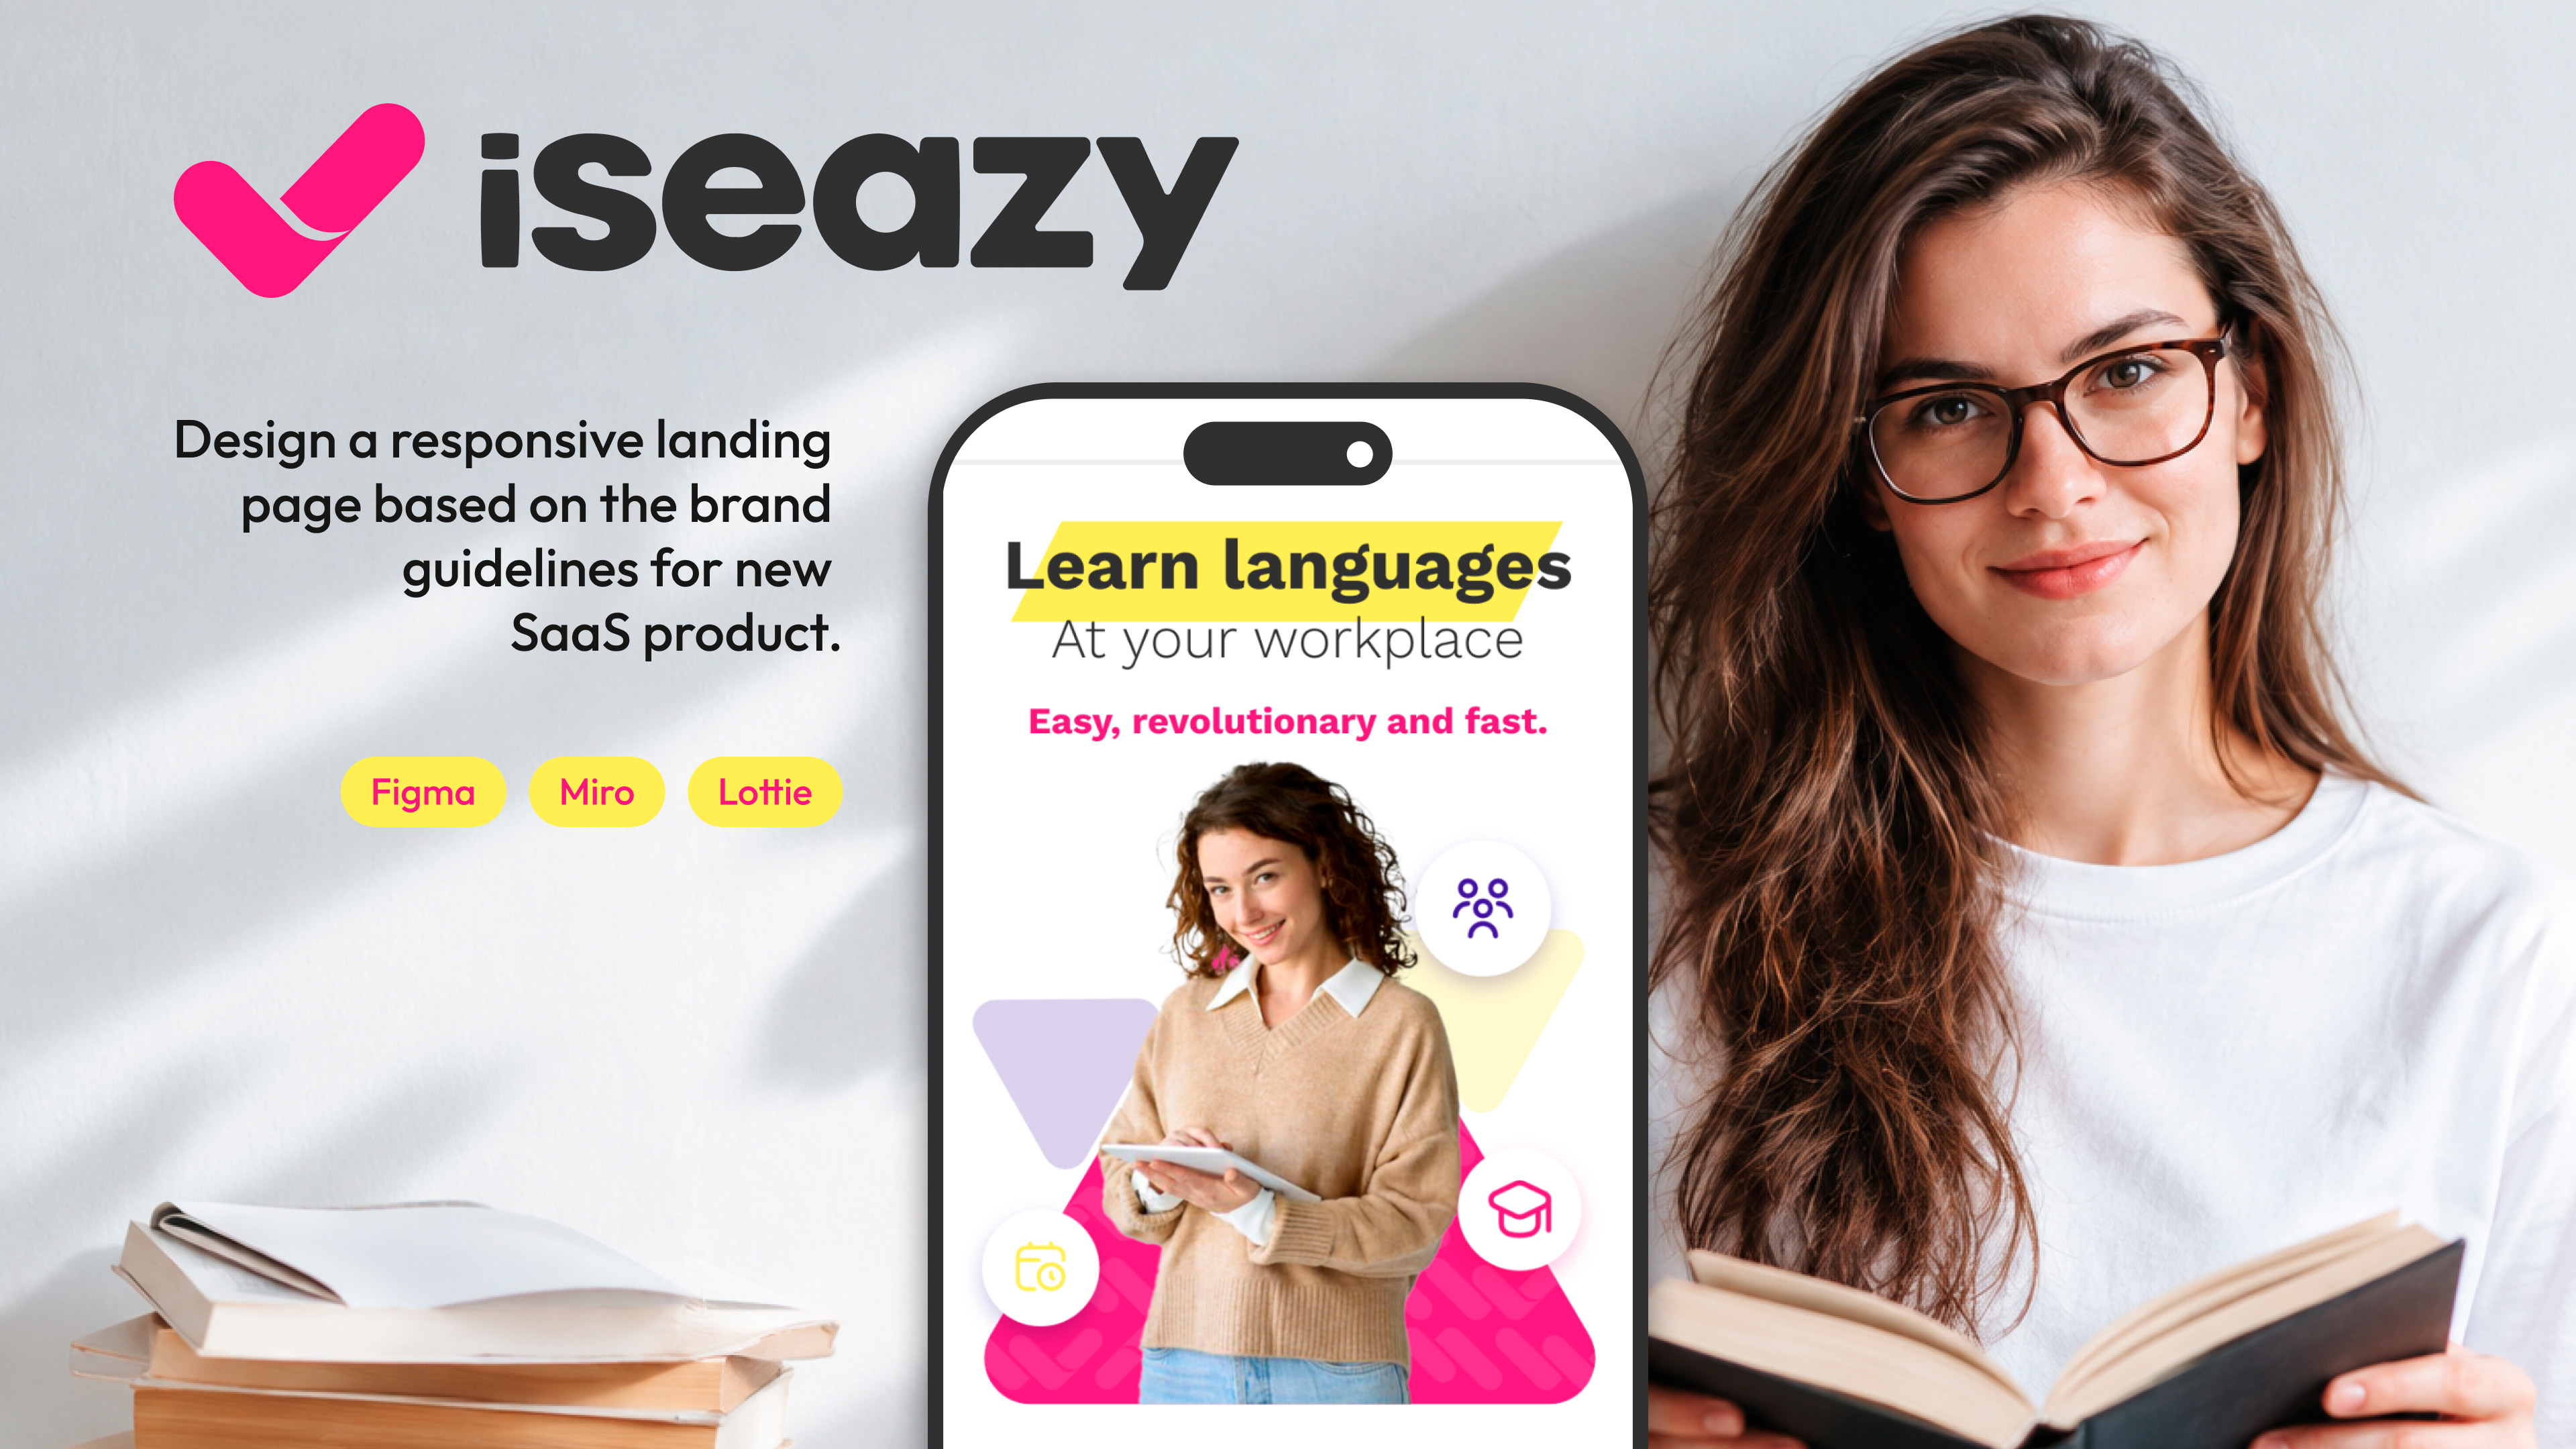 iseazy
Design a responsive landing
page based on the brand
guidelines for new
SaaS product.
Figma Miro Lottie
Learn languages
At your workplace
Easy, revolutionary and fast.